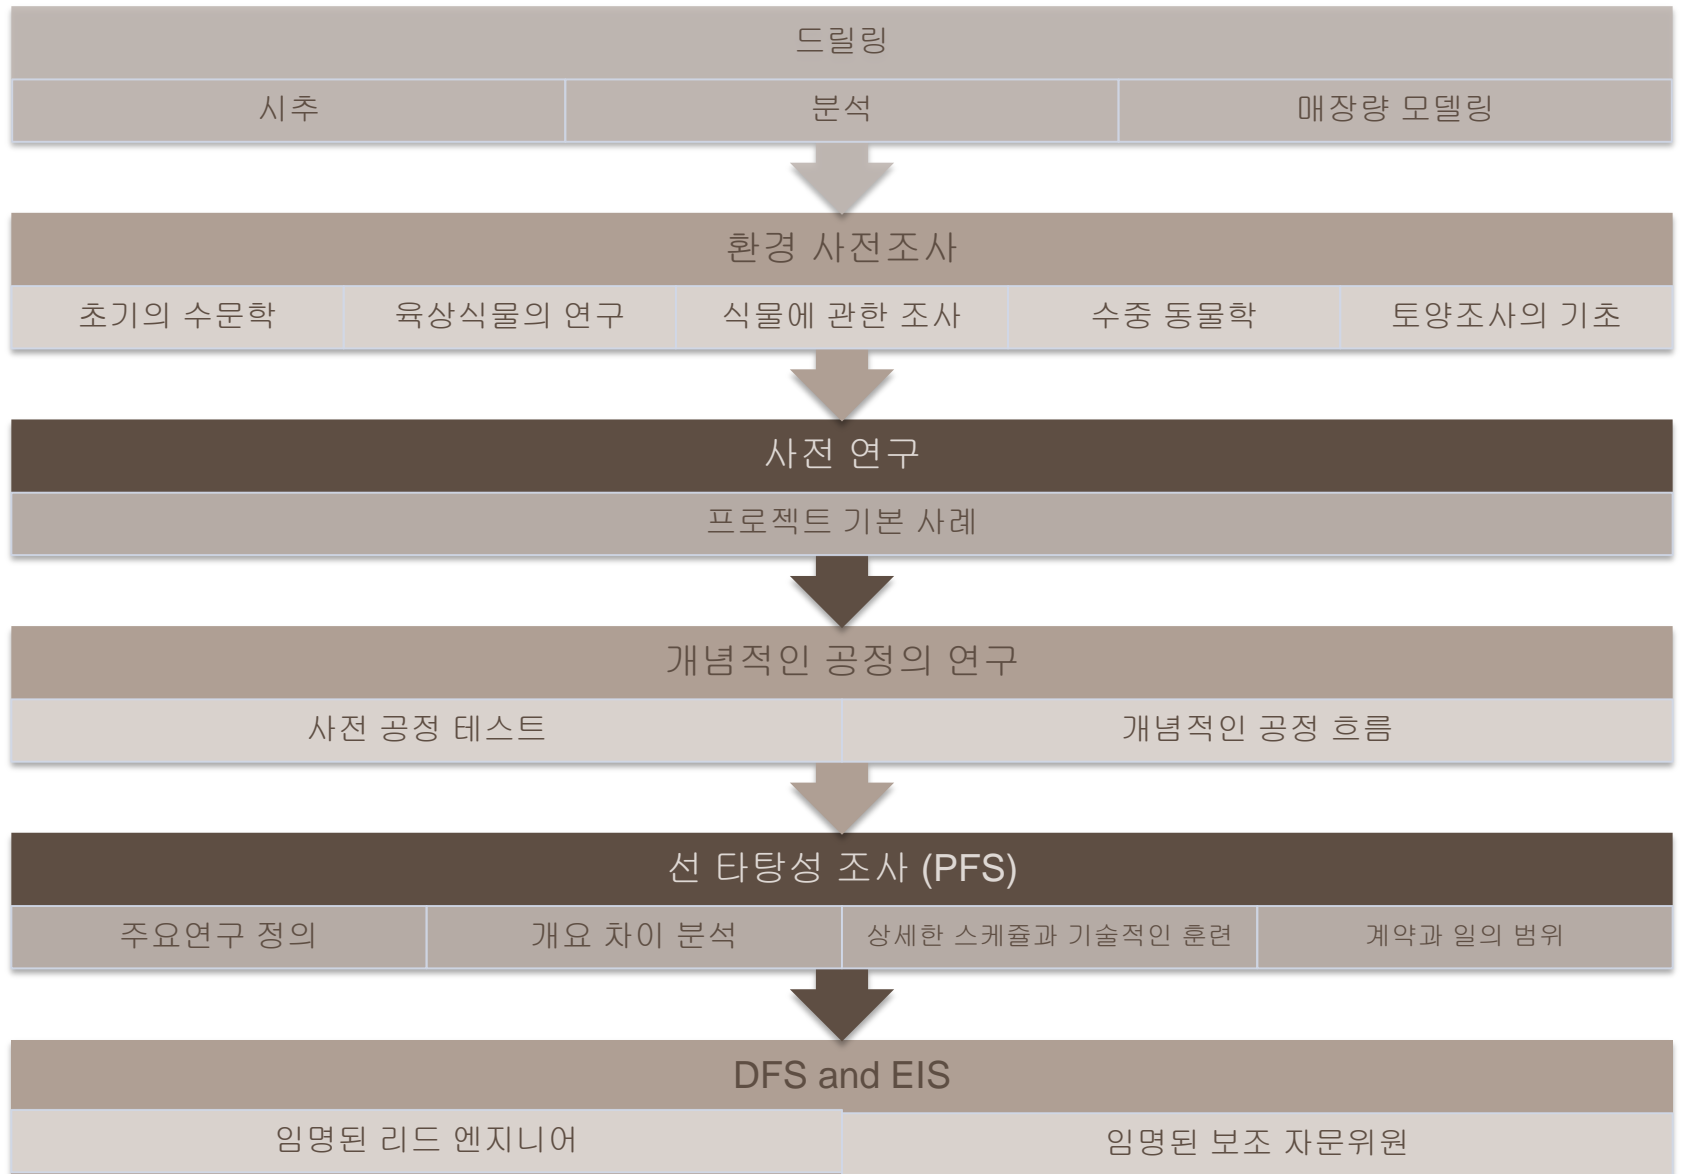 드릴링
시추 분석 매장량 모델링
환경 사전조사
초기의 수문학 육상식물의 연구 식물에 관한 조사 수중 동물학 토양조사의 기초
사전 연구
프로젝트 기본 사례
개념적인 공정의 연구
사전 공정 테스트 개념적인 공정 흐름
선 타탕성 조사 (PFS)
주요연구 정의 개요 차이 분석 상세한 스케쥴과 기술적인 훈련 계약과 일의 범위
DFS and EIS
임명된 리드 엔지니어 임명된 보조 자문위원